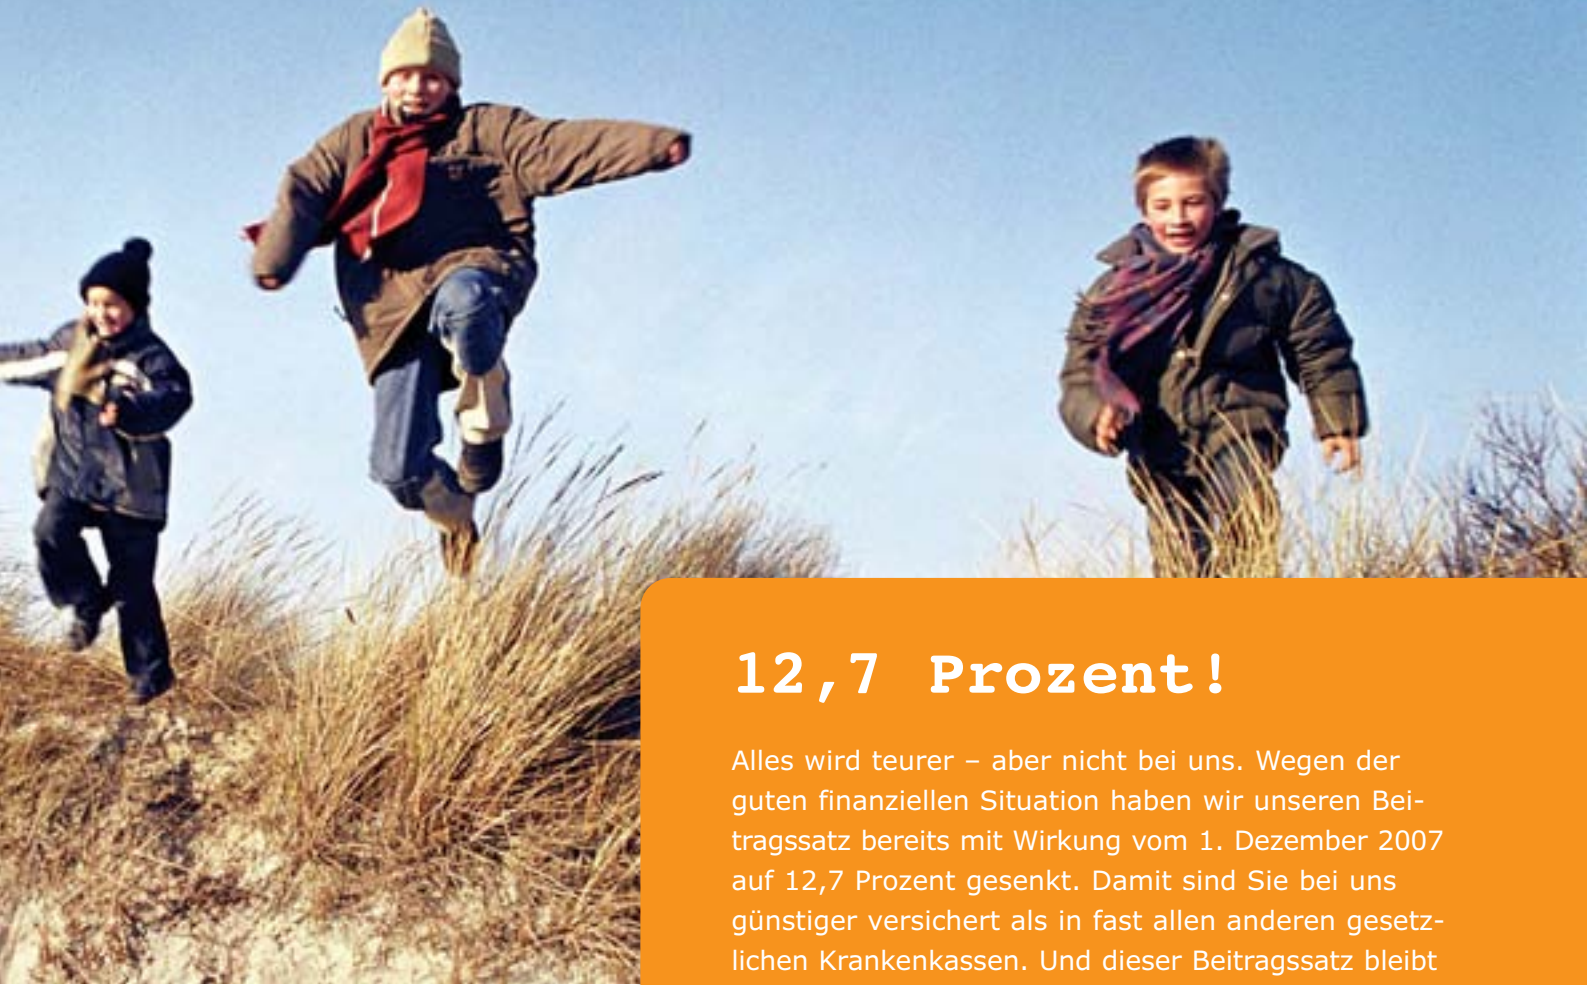 12,7 Prozent!
Alles wird teurer – aber nicht bei uns. Wegen der
guten finanziellen Situation haben wir unseren Bei-
tragssatz bereits mit Wirkung vom 1. Dezember 2007
auf 12,7 Prozent gesenkt. Damit sind Sie bei uns
günstiger versichert als in fast allen anderen gesetz-
lichen Krankenkassen. Und dieser Beitragssatz bleibt